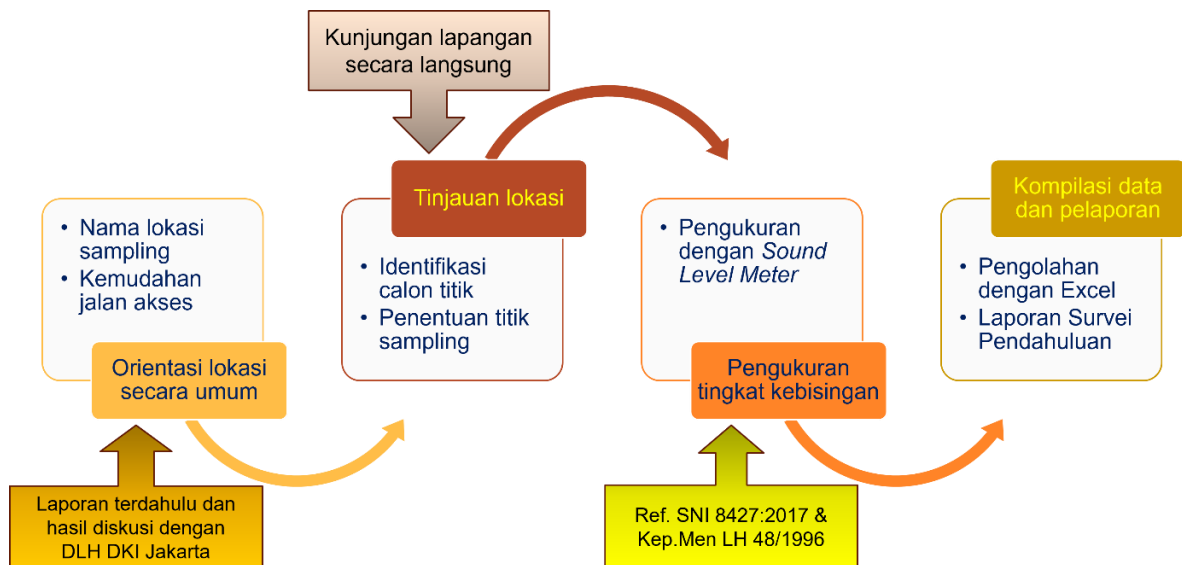 Kunjungan lapangan
secara langsung
Tinjauan lokasi
Kompilasi data
dan pelaporan
• Nama lokasi
sampling
• Kemudahan
jalan akses
• Identifikasi
calon titik
• Penentuan titik
sampling
• Pengukuran
dengan Sound
Level Meter
• Pengolahan
dengan Excel
• Laporan Survei
Pendahuluan
Orientasi lokasi
secara umum
Pengukuran
tingkat kebisingan
Laporan terdahulu dan
hasil diskusi dengan
DLH DKI Jakarta
Ref. SNI 8427:2017 &
Kep.Men LH 48/1996